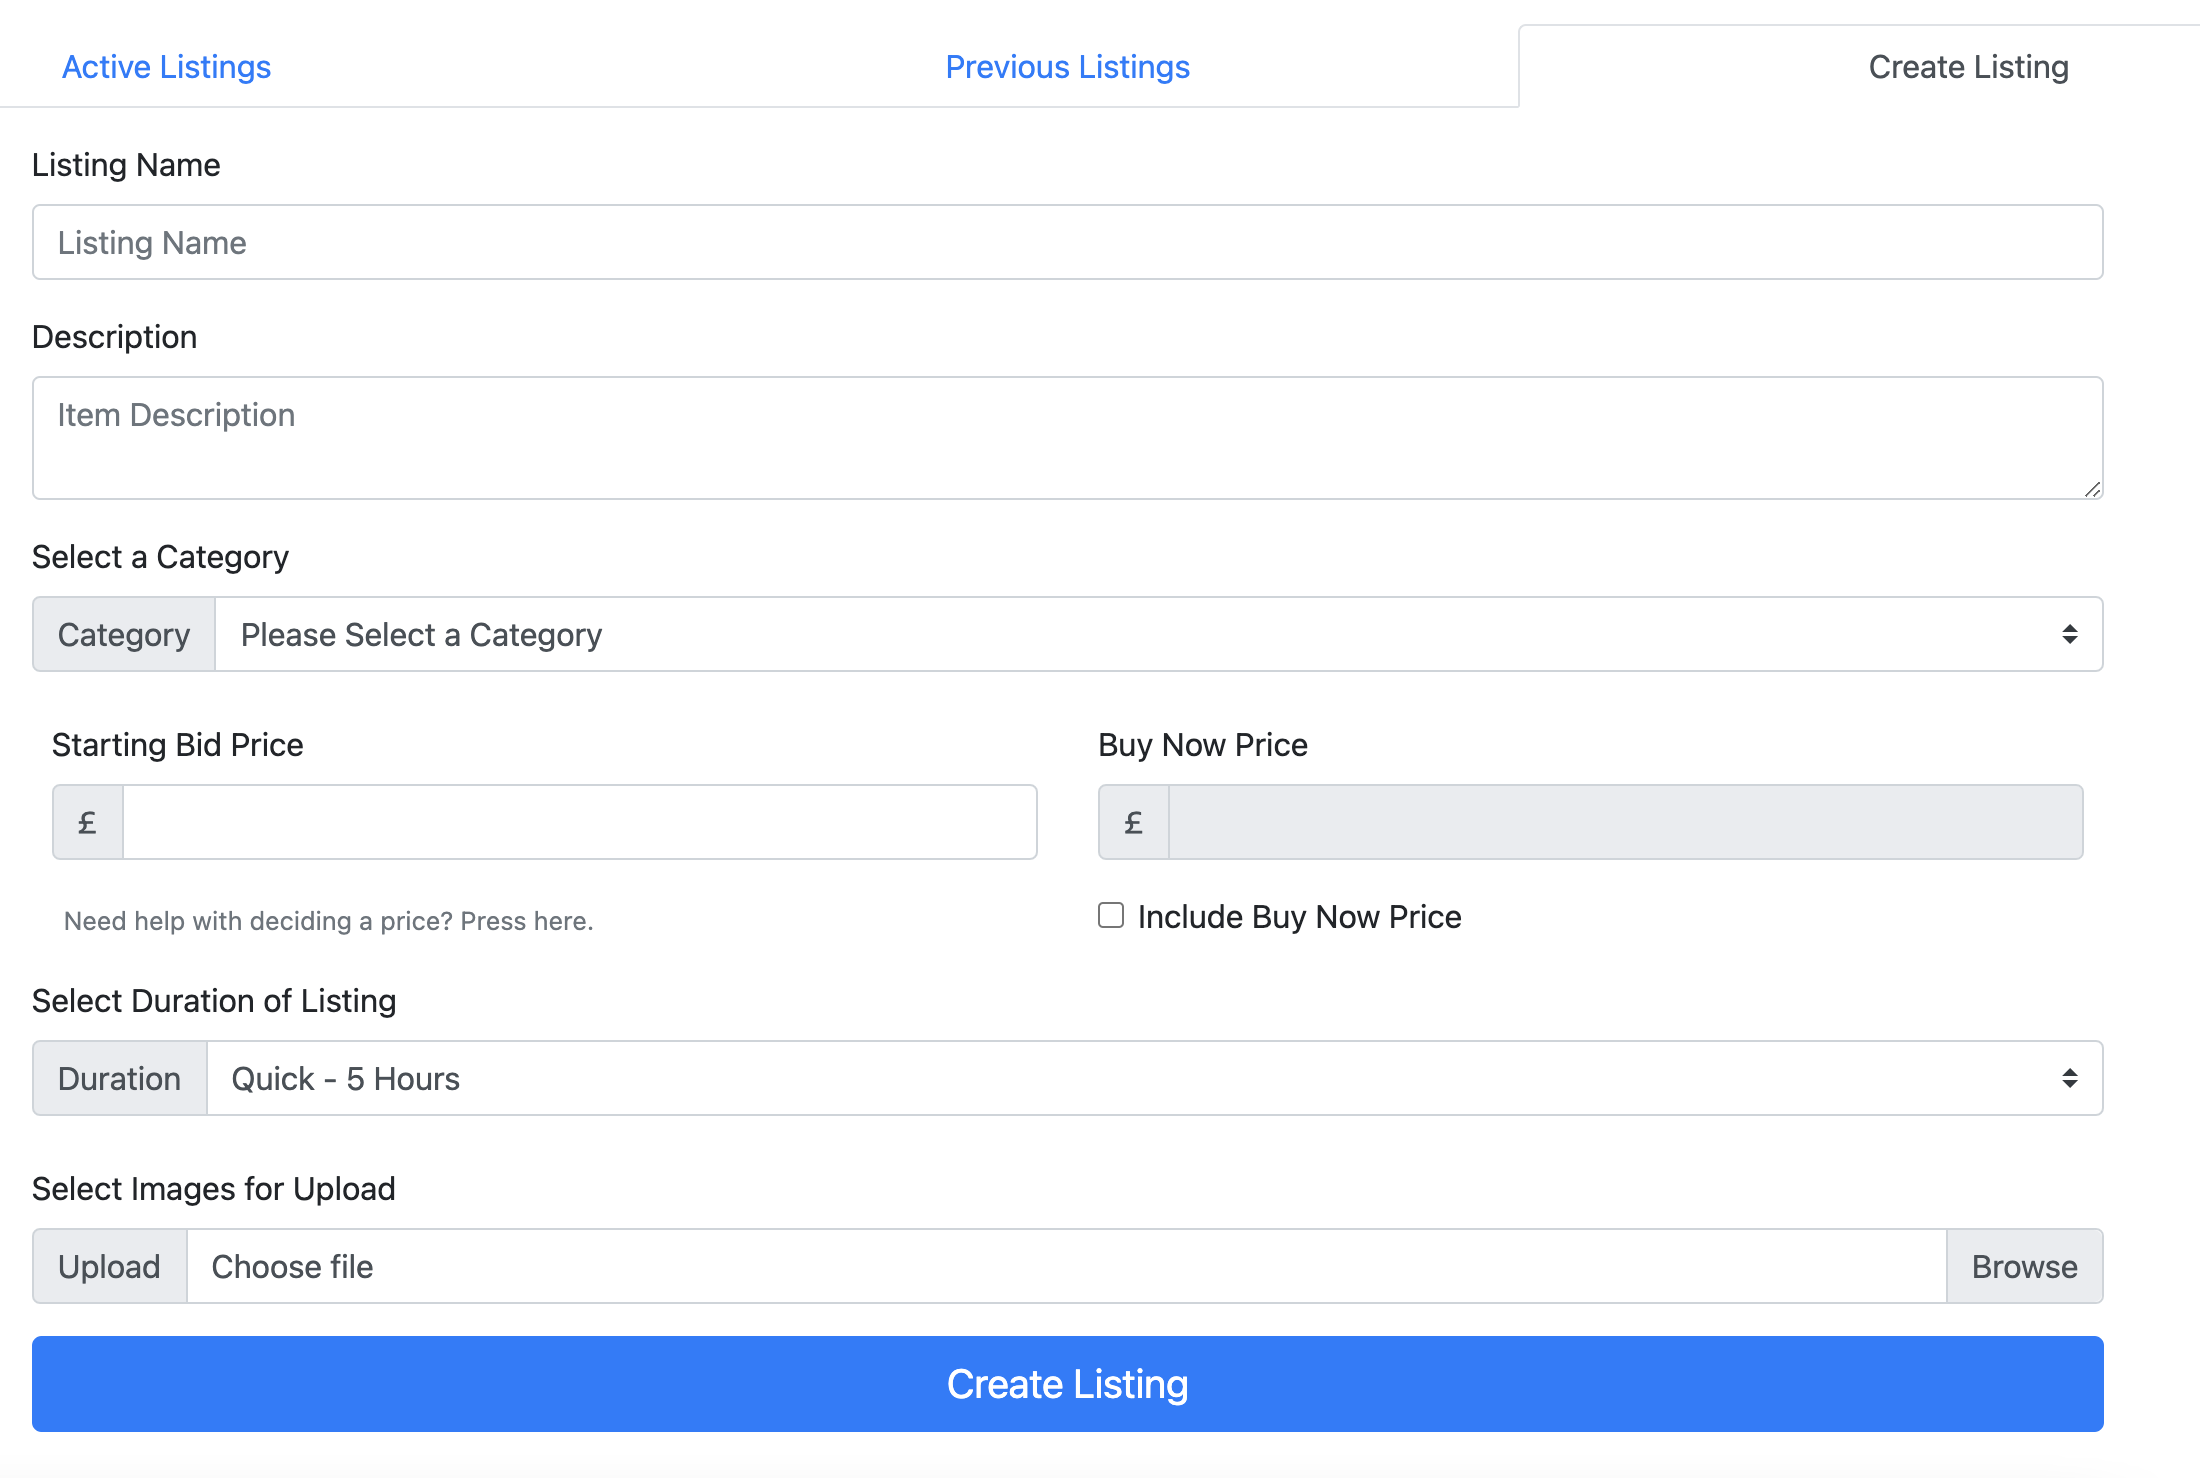 Active Listings Previous Listings Create Listing
Listing Name
Listing Name
Description
Item Description
Select a Category
Category Please Select a Category
Starting Bid Price Buy Now Price
£ £
Need help with deciding a price? Press here. Include Buy Now Price
Select Duration of Listing
Duration Quick - 5 Hours
Select Images for Upload
Upload Choose file Browse
Create Listing